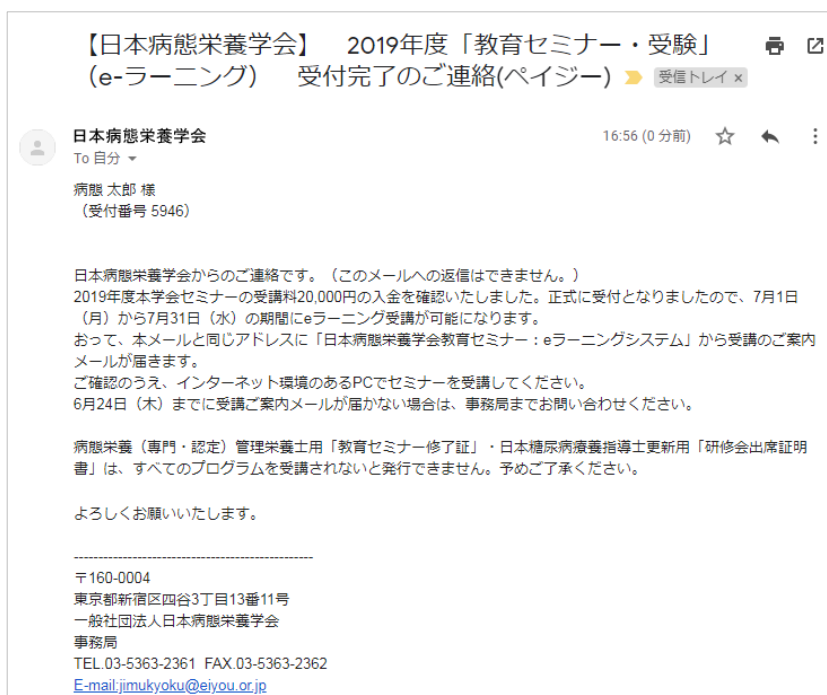 【日本病態栄養学会】　2019年度「教育セミナー・受験」
（e-ラーニング）　受付完了のご連絡(ペイジー)
受信トレイ ×
日本病態栄養学会
16:56 (0 分前)
To 自分
病態 太郎 様
（受付番号 5946）
日本病態栄養学会からのご連絡です。（このメールへの返信はできません。）
2019年度本学会セミナーの受講料20,000円の入金を確認いたしました。正式に受付となりましたので、7月1日
（月）から7月31日（水）の期間にeラーニング受講が可能になります。
おって、本メールと同じアドレスに「日本病態栄養学会教育セミナー：eラーニングシステム」から受講のご案内
メールが届きます。
ご確認のうえ、インターネット環境のあるPCでセミナーを受講してください。
6月24日（木）までに受講ご案内メールが届かない場合は、事務局までお問い合わせください。
病態栄養（専門・認定）管理栄養士用「教育セミナー修了証」・日本糖尿病療養指導士更新用「研修会出席証明
書」は、すべてのプログラムを受講されないと発行できません。予めご了承ください。
よろしくお願いいたします。
-------------------------------------------------
〒160-0004
東京都新宿区四谷3丁目13番11号
一般社団法人日本病態栄養学会
事務局
TEL.03-5363-2361 FAX.03-5363-2362
E-mail:jimukyoku@eiyou.or.jp